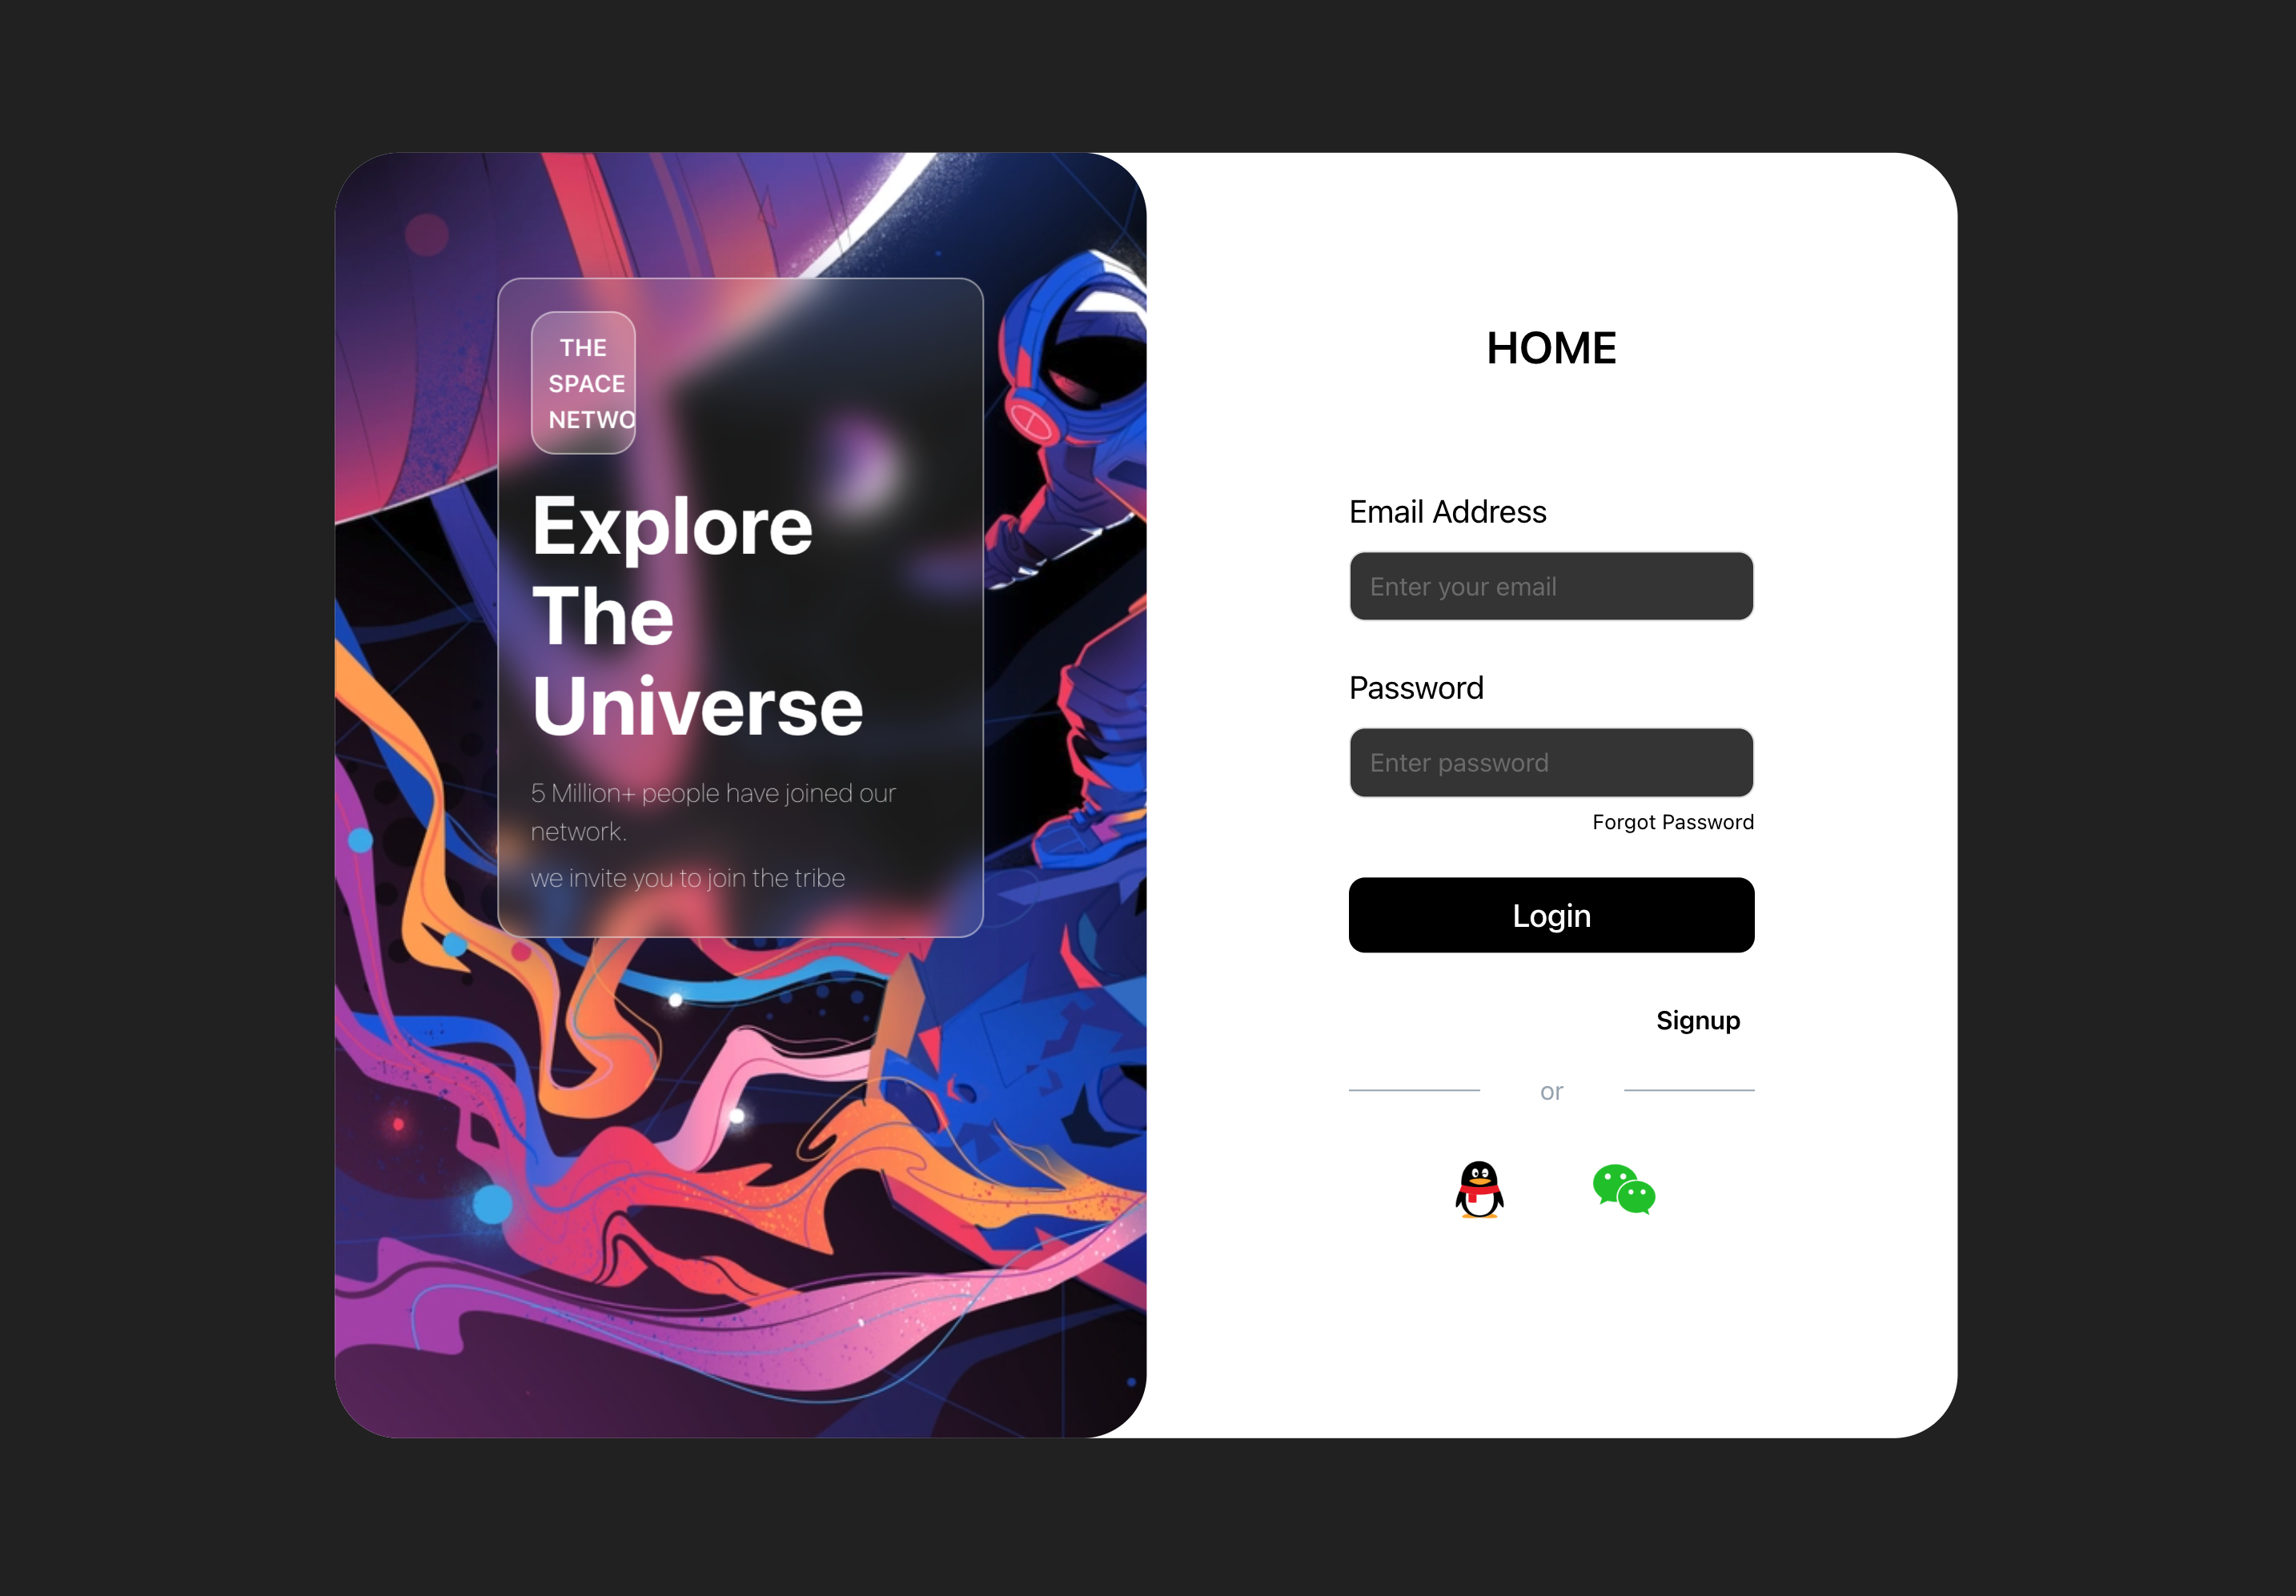 THE
SPACE
NETWO
Explore
The
Universe
5 Million+ people have joined our
network.
we invite you to join the tribe
HOME
Email Address
Enter your email
Password
Enter password
Forgot Password
Login
Signup
or